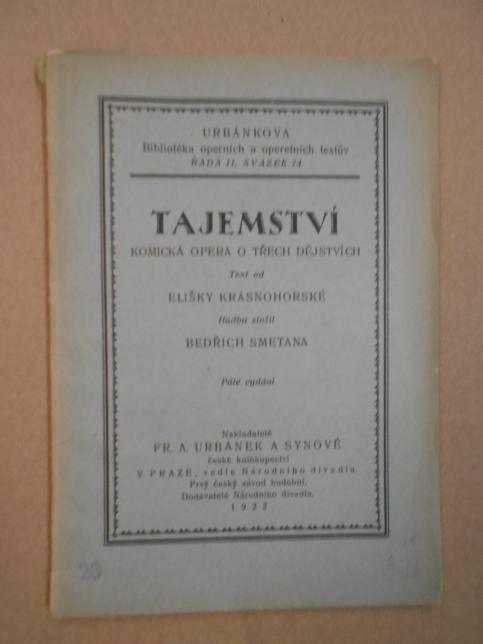 URBÁNKOVA
Bibliotéka operních a operetních textův
ŘADA II. SVAZEK 14
TAJEMSTVÍ
KOMICKÁ OPERA O TŘECH DĚJSTVÍCH
Text od
ELIŠKY KRÁSNOHORSKÉ
Hudbu složil
BEDŘICH SMETANA
Páté vydání
Nakladatelé
FR. A. URBÁNEK A SYNOVÉ
české knihkupectví
V PRAZE, vedle Národního divadla.
Prvý český závod hudební.
Dodavatelé Národního divadla.
1922
26